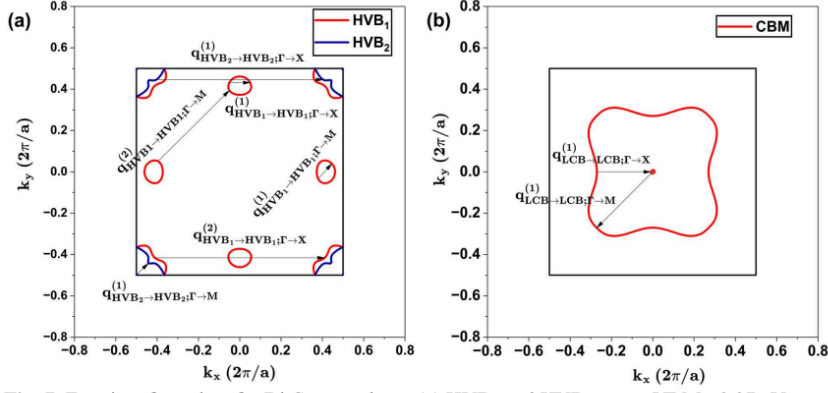 (a)
HVB₁
HVB₂
q⁽¹⁾HVB₂→HVB₂;Γ→X
q⁽¹⁾HVB₁→HVB₁;Γ→X
q⁽²⁾HVB1→HVB1;Γ→M
q⁽¹⁾HVB₁→HVB₁;Γ→M
q⁽²⁾HVB₁→HVB₁;Γ→X
q⁽¹⁾HVB₂→HVB₂;Γ→M
k_y (2π/a)
0.8
0.6
0.4
0.2
0.0
−0.2
−0.4
−0.6
−0.8
−0.8 −0.6 −0.4 −0.2 0.0 0.2 0.4 0.6 0.8
k_x (2π/a)
(b)
CBM
q⁽¹⁾LCB→LCB;Γ→X
q⁽¹⁾LCB→LCB;Γ→M
k_y (2π/a)
0.8
0.6
0.4
0.2
0.0
−0.2
−0.4
−0.6
−0.8
−0.8 −0.6 −0.4 −0.2 0.0 0.2 0.4 0.6 0.8
k_x (2π/a)